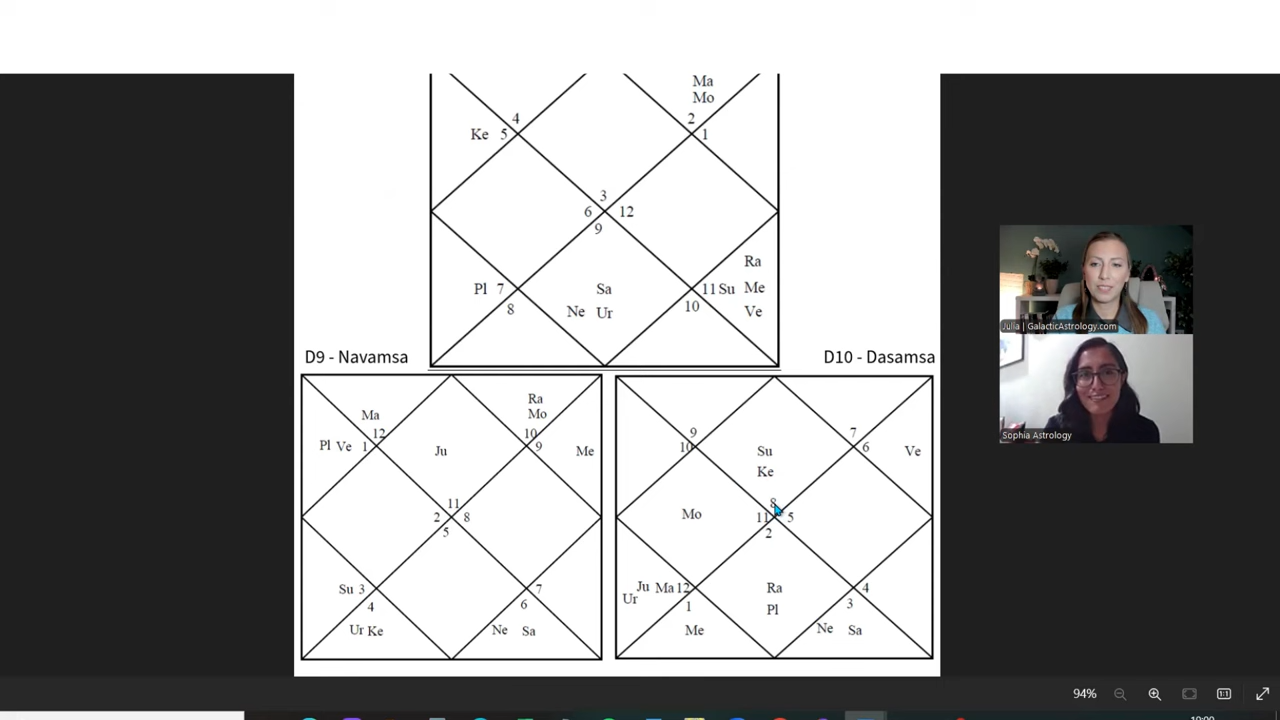 Ma
Mo
4
2
Ke 5
1
3
6 12
9
Ra
Pl 7
Sa
11 Su Me
8
Ne Ur
10
Ve
D9 - Navamsa
D10 - Dasamsa
Ma
12
Ra
Mo
10
Pl Ve 1
Ju
9 Me
11
2 8
5
Su 3
7
4
6
Ur Ke
Ne Sa
9
7
10
Su
Ke
6
Ve
8
Mo
11 5
2
Ju Ma 12
Ur
Ra
4
1
Pl
3
Me
Ne Sa
Julia | GalacticAstrology.com
Sophia Astrology
94%
1:1